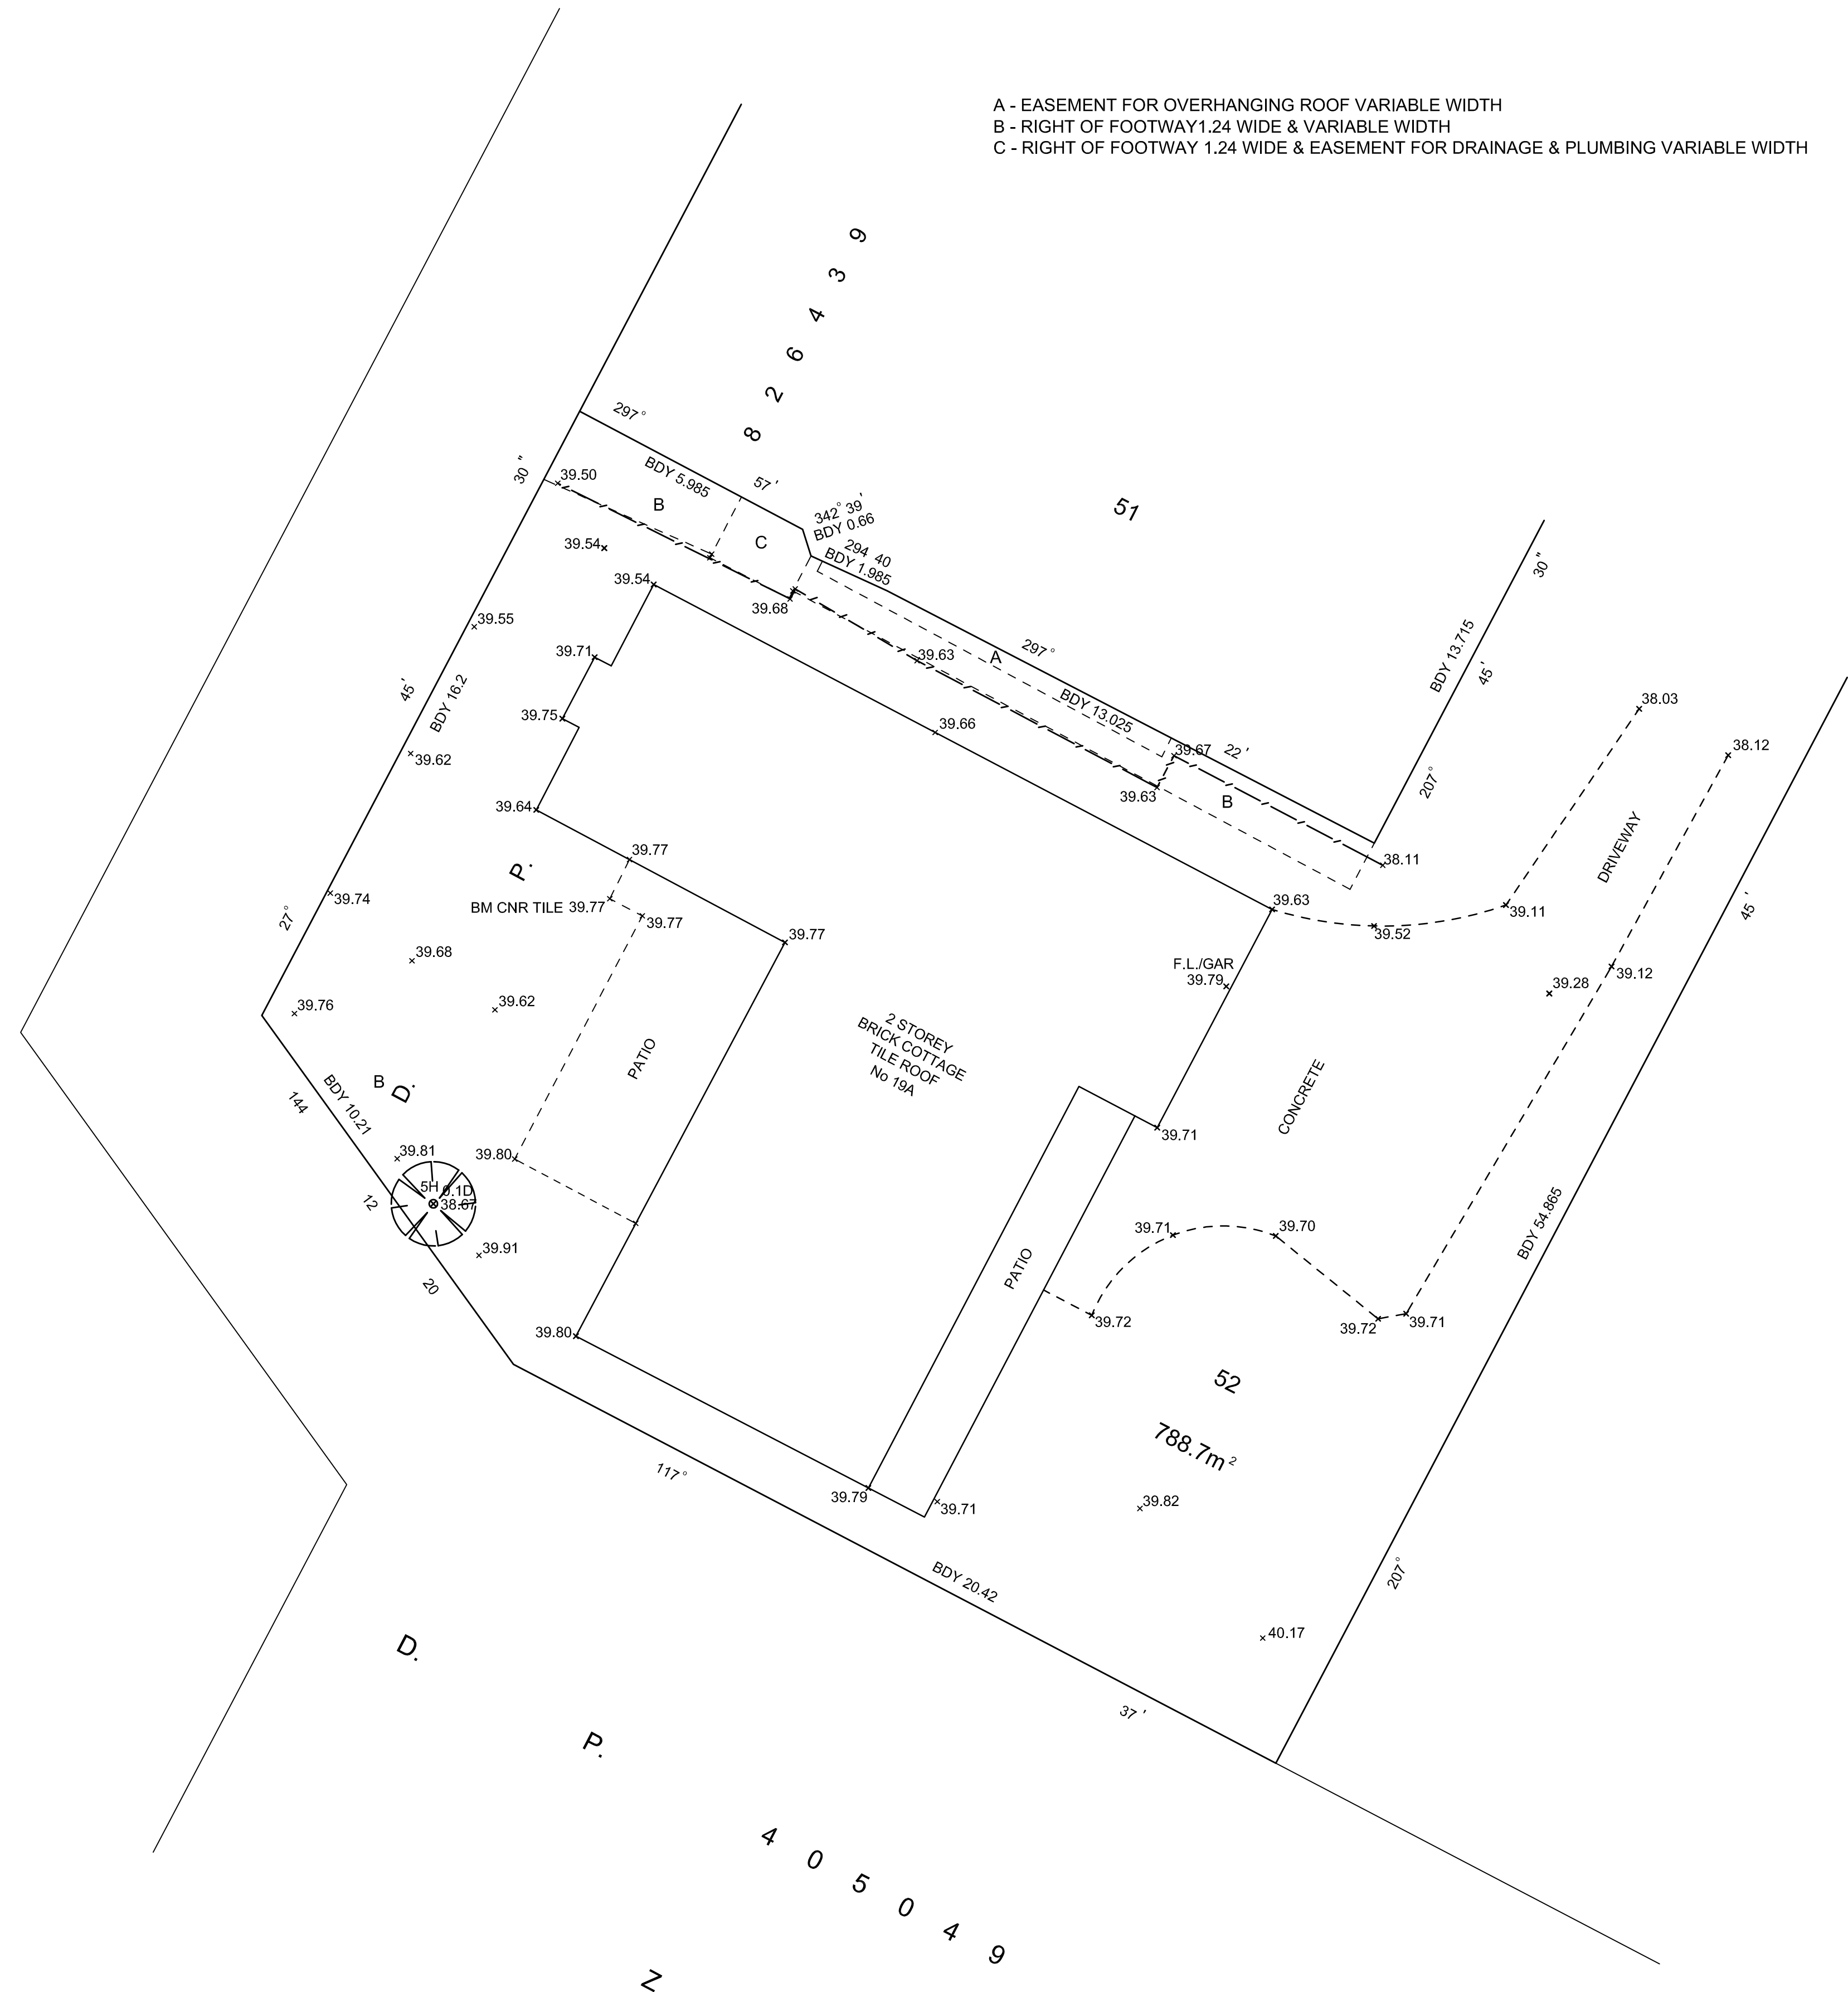 A - EASEMENT FOR OVERHANGING ROOF VARIABLE WIDTH
B - RIGHT OF FOOTWAY1.24 WIDE & VARIABLE WIDTH
C - RIGHT OF FOOTWAY 1.24 WIDE & EASEMENT FOR DRAINAGE & PLUMBING VARIABLE WIDTH
8 2 6 4 3 9
297°
BDY 5.985
57'
30"
39.50
B
C
342° 39'
BDY 0.66
294 40
BDY 1.985
51
39.54
39.54
39.68
30"
39.55
39.71
39.63
A
297°
BDY 13.715
45'
45'
BDY 16.2
39.75
39.66
BDY 13.025
39.67
22'
38.03
38.12
39.62
39.64
39.63
B
207°
DRIVEWAY
39.77
38.11
P.
39.74
BM CNR TILE 39.77
39.77
39.63
39.11
45'
27°
39.77
39.52
39.68
F.L./GAR
39.79
39.12
39.28
39.76
39.62
2 STOREY
BRICK COTTAGE
TILE ROOF
No 19A
PATIO
CONCRETE
B
D.
144
BDY 10.21
39.71
39.81
39.80
5H
0.1D
38.67
12
39.91
39.71
39.70
BDY 54.865
20
PATIO
39.80
39.72
39.72
39.71
52
788.7m²
117°
39.79
39.71
39.82
BDY 20.42
207°
40.17
D.
P.
37'
4 0 5 0 4 9
Z